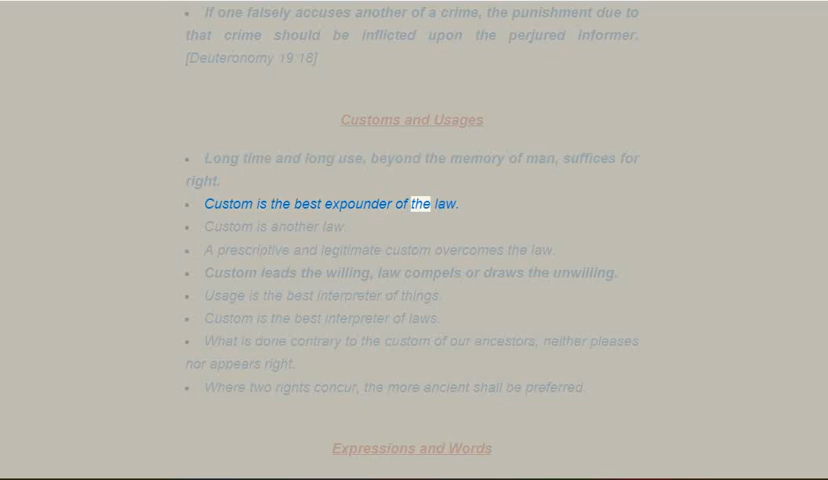 • If one falsely accuses another of a crime, the punishment due to
that crime should be inflicted upon the perjured informer.
[Deuteronomy 19:18]
Customs and Usages
• Long time and long use, beyond the memory of man, suffices for
right.
• Custom is the best expounder of the law.
• Custom is another law.
• A prescriptive and legitimate custom overcomes the law.
• Custom leads the willing, law compels or draws the unwilling.
• Usage is the best interpreter of things.
• Custom is the best interpreter of laws.
• What is done contrary to the custom of our ancestors, neither pleases
nor appears right.
• Where two rights concur, the more ancient shall be preferred.
Expressions and Words